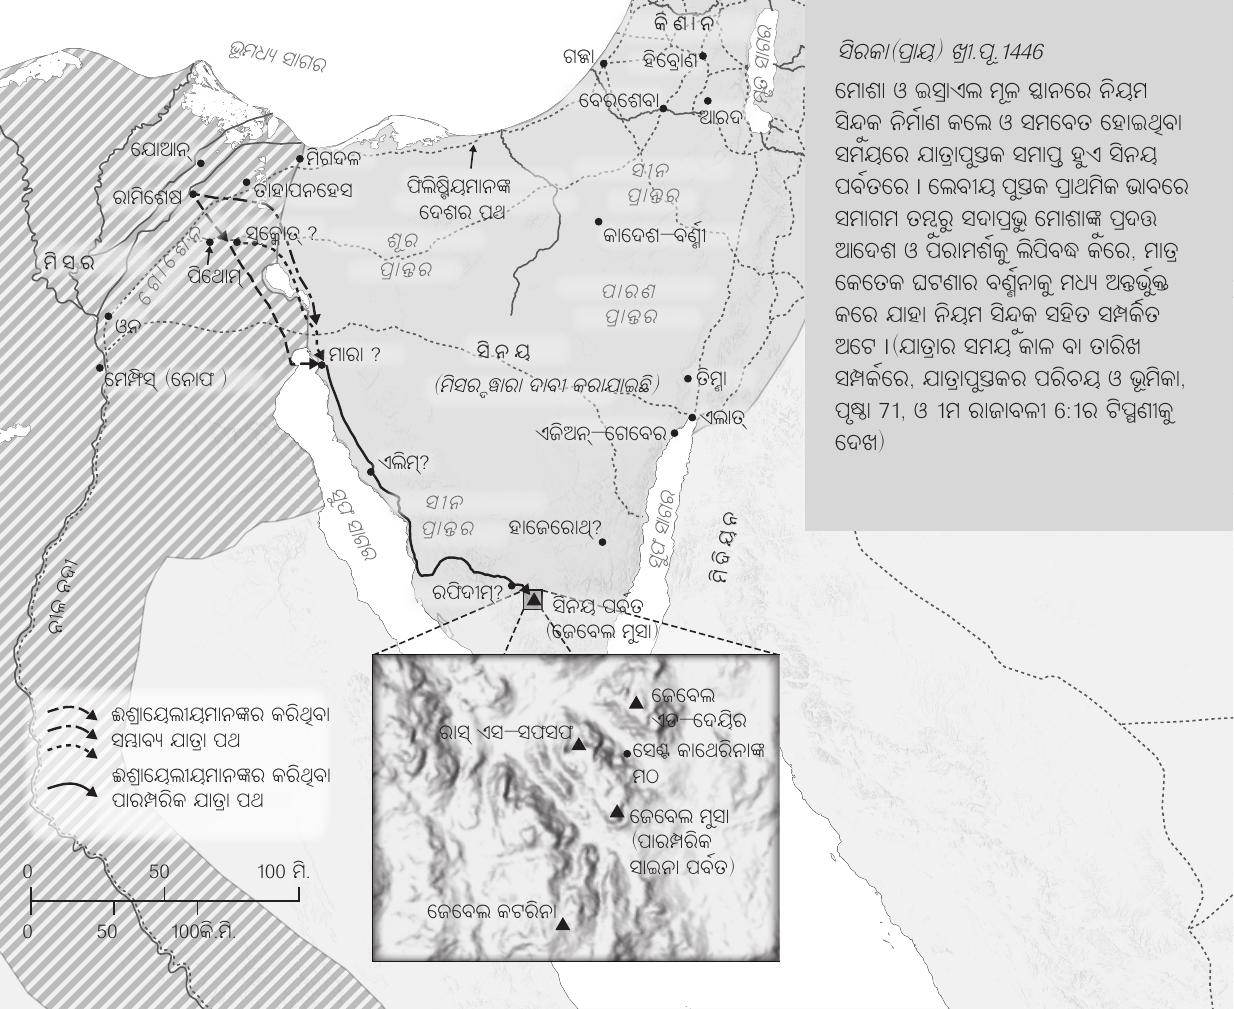 ଭୂମଧ୍ୟ ସାଗର
କିଣାନ
ଗଜ୍ଜା
ହିବ୍ରୋଣ
ମୃତ ସାଗର
ବେରଶେବା
ଆରଦ
ଯୋଆନ୍
ମିଗଦଳ
ରାମିଶେଷ
ତାହାପନହେସ
ଫିଲିଷ୍ଟିୟମାନଙ୍କ
ଦେଶର ପଥ
ସୀନ
ପ୍ରାନ୍ତର
ସୁକ୍କୋତ ?
ଶୂର
ପ୍ରାନ୍ତର
କାଦେଶ–ବର୍ଣ୍ଣୀ
ଗୋଶେନ
ମିସର
ପିଥୋମ୍
ପାରଣ
ପ୍ରାନ୍ତର
ଓନ
ମାରା ?
ସିନୟ
(ମିସରଦ୍ୱାରା ଦାବୀ କରାଯାଇଛି)
ମେମ୍ଫିସ୍ (ନୋଫ )
ତିମ୍ଣା
ଏଲାତ୍
ଏଜିଅନ୍–ଗେବେର
ଏଲିମ୍?
ସୀନ
ପ୍ରାନ୍ତର
ହାଜେରୋଥ୍?
ସୁଫ ସାଗର
ସୁଫ ସାଗର
ମିଦିୟନ
ନୀଳ ନଦୀ
ରଫିଦୀମ୍?
ସିନୟ ପର୍ବତ
(ଜେବେଲ ମୁସା)
ସିରକା(ପ୍ରାୟ) ଖ୍ରୀ.ପୂ.1446
ମୋଶା ଓ ଇସ୍ରାଏଲ ମୂଳ ସ୍ଥାନରେ ନିୟମ
ସିନ୍ଦୁକ ନିର୍ମାଣ କଲେ ଓ ସମବେତ ହୋଇଥିବା
ସମୟରେ ଯାତ୍ରାପୁସ୍ତକ ସମାପ୍ତ ହୁଏ ସିନୟ
ପର୍ବତରେ । ଲେବୀୟ ପୁସ୍ତକ ପ୍ରାଥମିକ ଭାବରେ
ସମାଗମ ତମ୍ବୁରୁ ସଦାପ୍ରଭୁ ମୋଶାଙ୍କୁ ପ୍ରଦତ୍ତ
ଆଦେଶ ଓ ପରାମର୍ଶକୁ ଲିପିବଦ୍ଧ କରେ, ମାତ୍ର
କେତେକ ଘଟଣାର ବର୍ଣ୍ଣନାକୁ ମଧ୍ୟ ଅନ୍ତର୍ଭୁକ୍ତ
କରେ ଯାହା ନିୟମ ସିନ୍ଦୁକ ସହିତ ସମ୍ପର୍କିତ
ଅଟେ । (ଯାତ୍ରାର ସମୟ କାଳ ବା ତାରିଖ
ସମ୍ପର୍କରେ, ଯାତ୍ରାପୁସ୍ତକର ପରିଚୟ ଓ ଭୂମିକା,
ପୃଷ୍ଠା 71, ଓ 1ମ ରାଜାବଳୀ 6:1ର ଟିପ୍ପଣୀକୁ
ଦେଖ)
ଈଶ୍ରାୟେଲୀୟମାନଙ୍କର କରିଥିବା
ସମ୍ଭାବ୍ୟ ଯାତ୍ରା ପଥ
ଈଶ୍ରାୟେଲୀୟମାନଙ୍କର କରିଥିବା
ପାରମ୍ପରିକ ଯାତ୍ରା ପଥ
0 50 100 ମି.
0 50 100କି.ମି.
ଜେବେଲ
ଏଡ–ଦେୟିର
ରାସ୍ ଏସ–ସଫସଫ
ସେଣ୍ଟ କାଥେରିନାଙ୍କ
ମଠ
ଜେବେଲ ମୁସା
(ପାରମ୍ପରିକ
ସାଇନା ପର୍ବତ)
ଜେବେଲ କଟରିନା